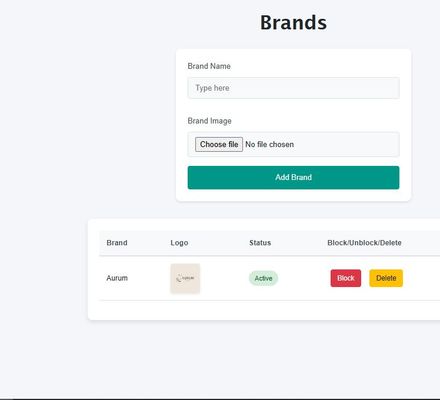 Brands
Brand Name
Type here
Brand Image
Choose file No file chosen
Add Brand
Brand Logo Status Block/Unblock/Delete
Aurum AURUM Active Block Delete